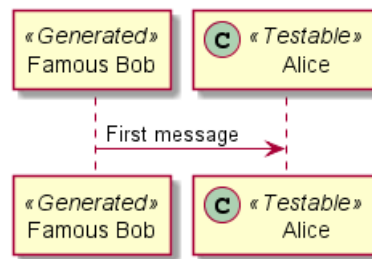 «Generated»
Famous Bob
C «Testable»
Alice
First message
«Generated»
Famous Bob
C «Testable»
Alice